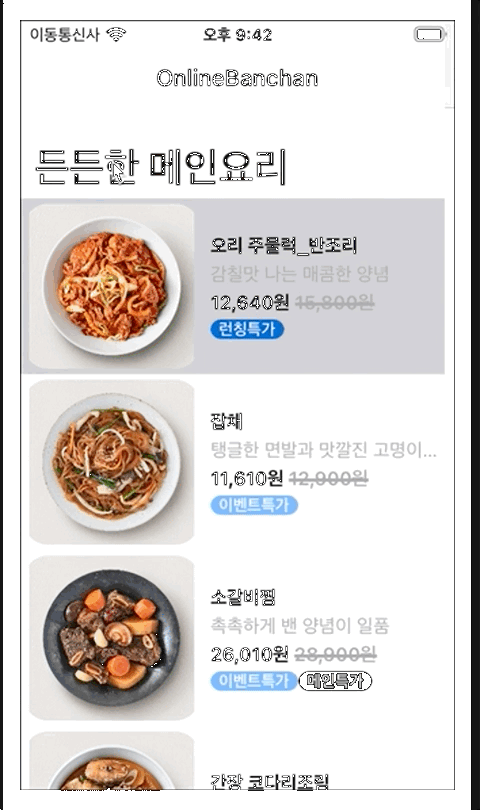 이동통신사 오후 9:42
OnlineBanchan
든든한 메인요리
오리 주물럭_반조리
감칠맛 나는 매콤한 양념
12,640원 15,800원
런칭특가
잡채
탱글한 면발과 맛깔진 고명이...
11,610원 12,900원
이벤트특가
소갈비찜
촉촉하게 밴 양념이 일품
26,010원 28,900원
이벤트특가 메인특가
간장 코다리조림